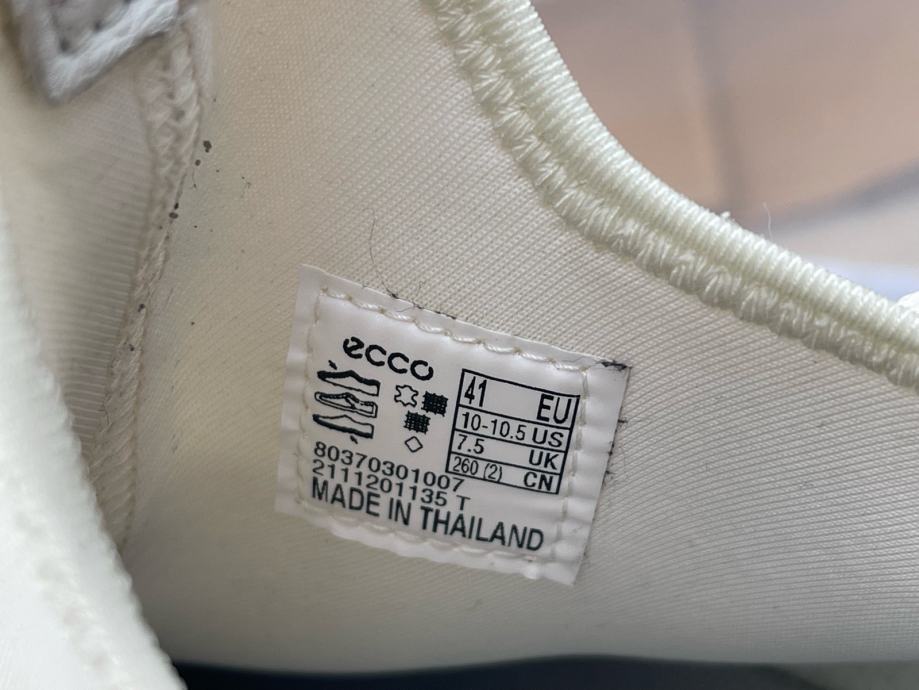 ecco
41 EU
10-10.5 US
7.5 UK
260 (2) CN
80370301007
2111201135 T
MADE IN THAILAND